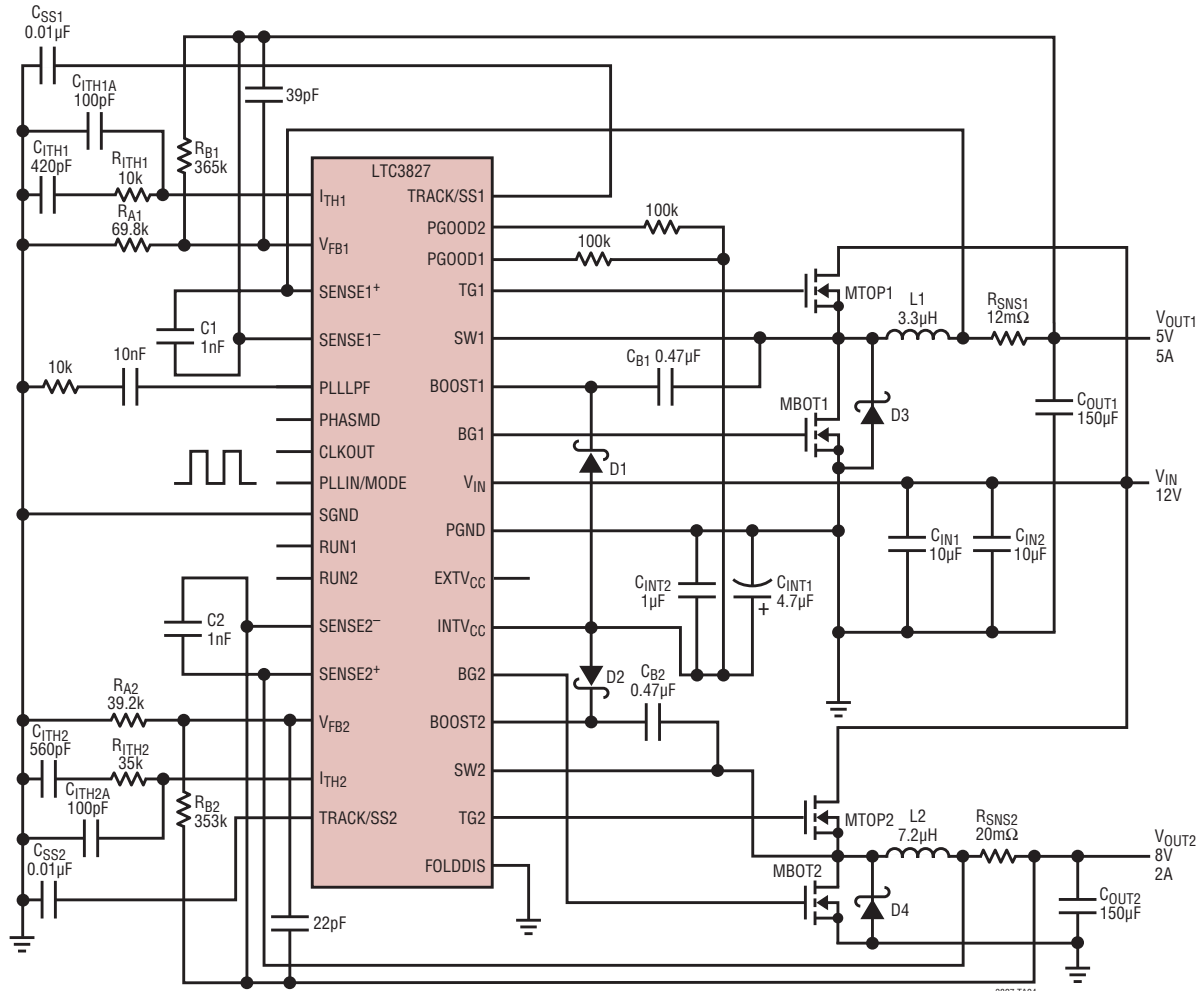 CSS1
0.01µF
CITH1A
100pF
39pF
CITH1
420pF
RITH1
10k
RB1
365k
RA1
69.8k
LTC3827
ITH1
VFB1
SENSE1+
SENSE1–
PLLLPF
PHASMD
CLKOUT
PLLIN/MODE
SGND
RUN1
RUN2
SENSE2–
SENSE2+
VFB2
ITH2
TRACK/SS2
TRACK/SS1
PGOOD2
PGOOD1
TG1
SW1
BOOST1
BG1
VIN
PGND
EXTVCC
INTVCC
BG2
BOOST2
SW2
TG2
FOLDDIS
C1
1nF
10k
10nF
C2
1nF
RA2
39.2k
CITH2
560pF
RITH2
35k
CITH2A
100pF
RB2
353k
CSS2
0.01µF
22pF
100k
100k
MTOP1
L1
3.3µH
RSNS1
12mΩ
VOUT1
5V
5A
CB1 0.47µF
MBOT1
D3
COUT1
150µF
D1
VIN
12V
CIN1
10µF
CIN2
10µF
CINT2
1µF
CINT1
4.7µF
+
D2
CB2
0.47µF
MTOP2
L2
7.2µH
RSNS2
20mΩ
VOUT2
8V
2A
MBOT2
D4
COUT2
150µF